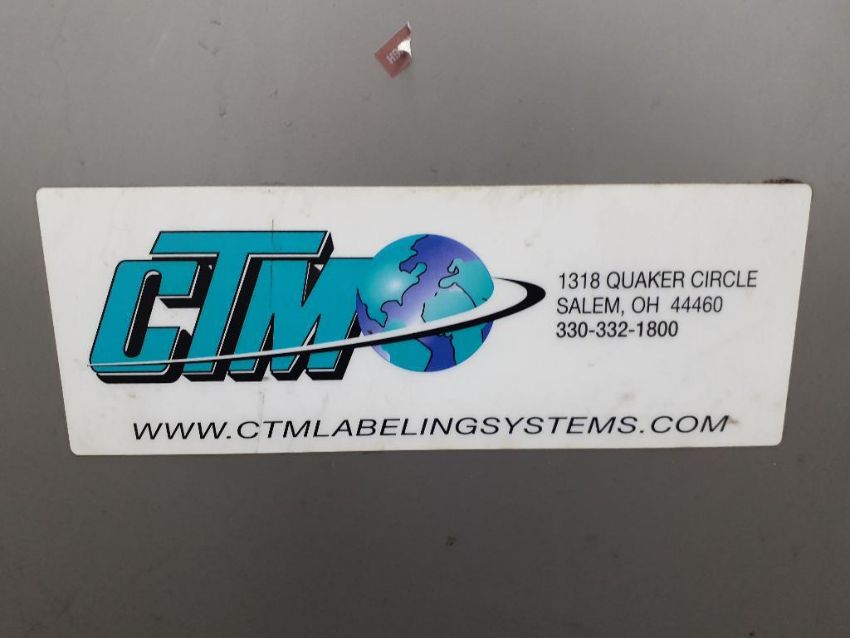 CTM
1318 QUAKER CIRCLE
SALEM, OH 44460
330-332-1800
WWW.CTMLABELINGSYSTEMS.COM